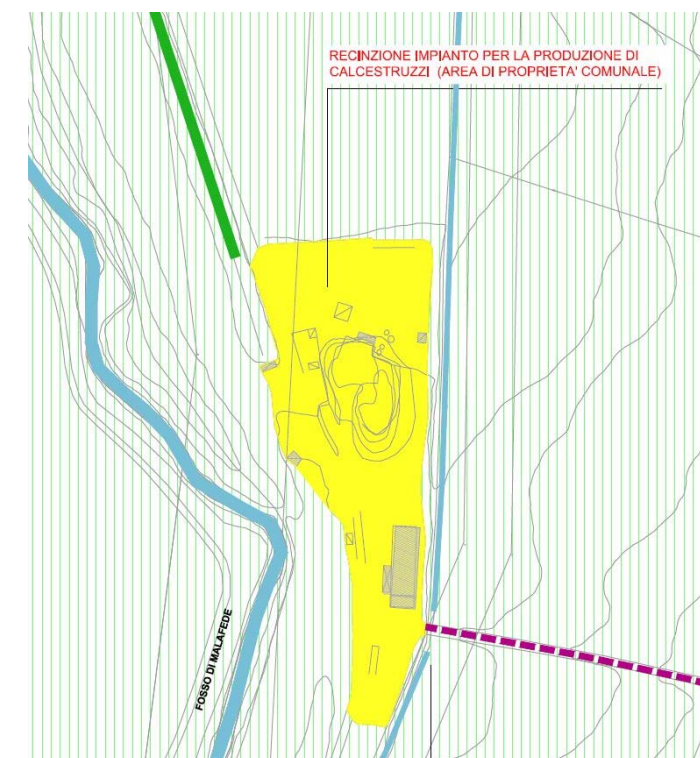 RECINZIONE IMPIANTO PER LA PRODUZIONE DI
CALCESTRUZZI (AREA DI PROPRIETA' COMUNALE)
FOSSO DI MALAFEDE